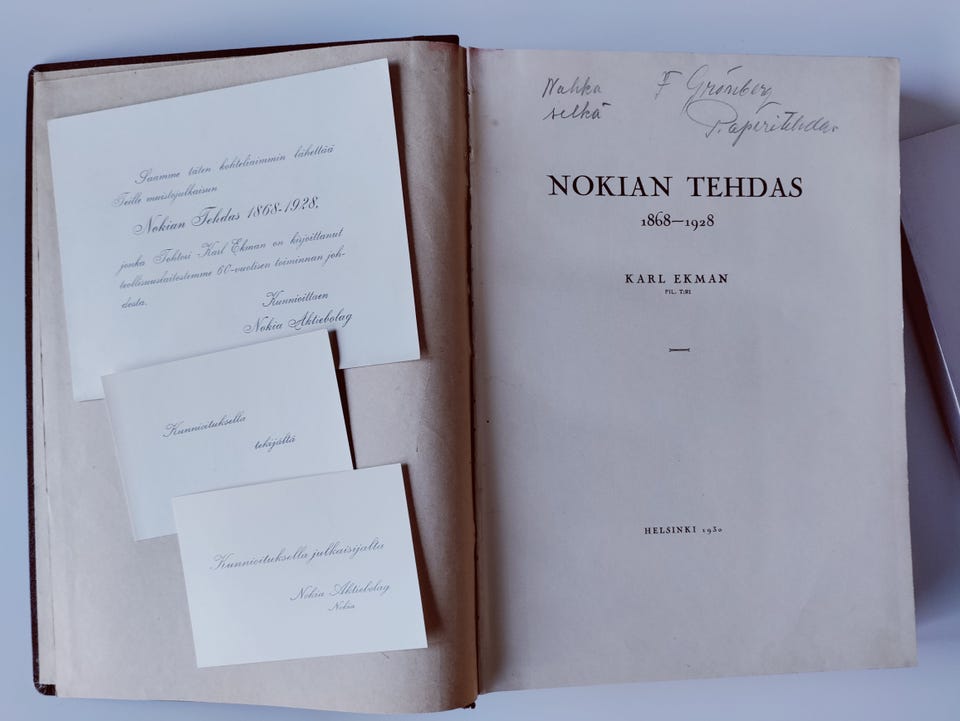 Saamme täten kohteliaimmin lähettää
Teille muistojulkaisun
Nokian Tehdas 1868-1928,
jonka Tohtori Karl Ekman on kirjoittanut
teollisuuslaitostemme 60-vuotisen toiminnan joh-
dosta.
Kunnioittaen
Nokia Aktiebolag
Kunnioituksella
tekijältä
Kunnioituksella julkaisijalta
Nokia Aktiebolag
Nokia
Nahka
selkä
F Grönberg
Paperitehdas
NOKIAN TEHDAS
1868—1928
KARL EKMAN
FIL. T:RI
HELSINKI 1930